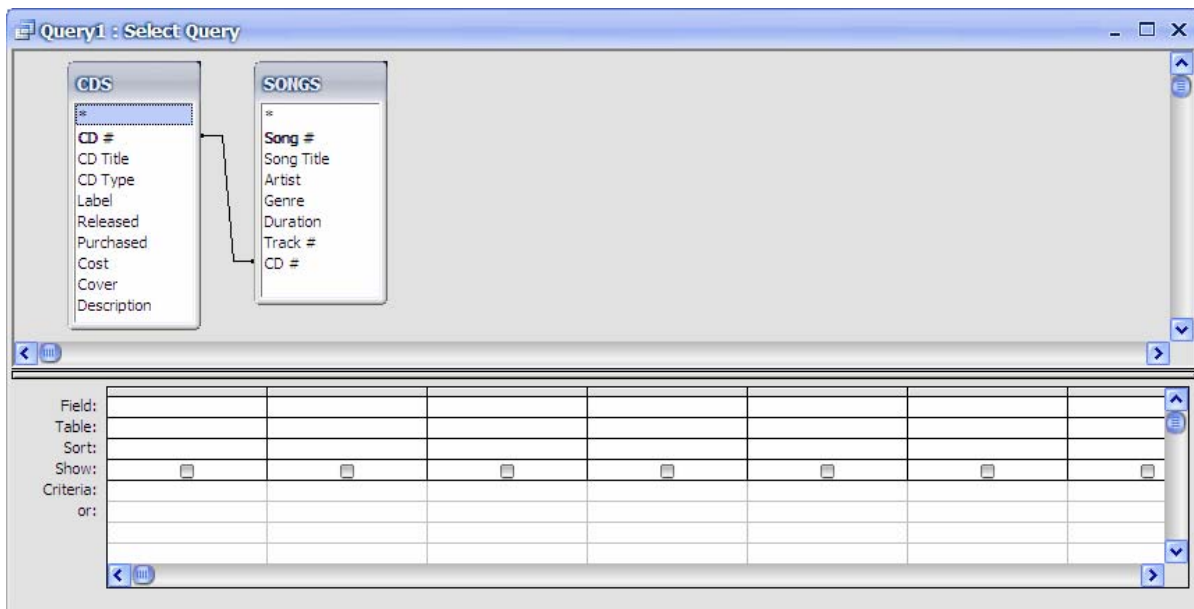 Query1 : Select Query
CDS
*
CD #
CD Title
CD Type
Label
Released
Purchased
Cost
Cover
Description
SONGS
*
Song #
Song Title
Artist
Genre
Duration
Track #
CD #
Field:
Table:
Sort:
Show:
Criteria:
or: